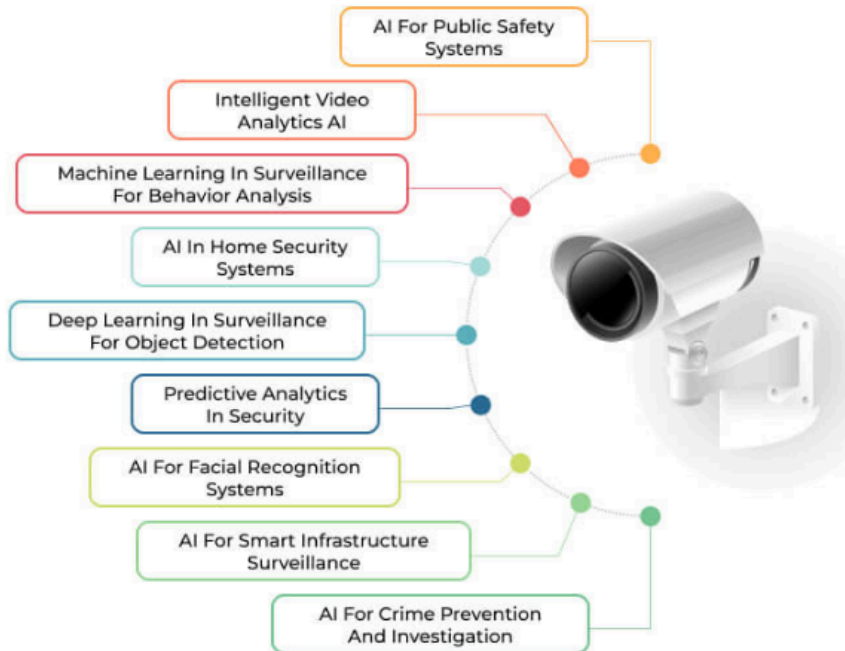 AI For Public Safety
Systems
Intelligent Video
Analytics AI
Machine Learning In Surveillance
For Behavior Analysis
AI In Home Security
Systems
Deep Learning In Surveillance
For Object Detection
Predictive Analytics
In Security
AI For Facial Recognition
Systems
AI For Smart Infrastructure
Surveillance
AI For Crime Prevention
And Investigation